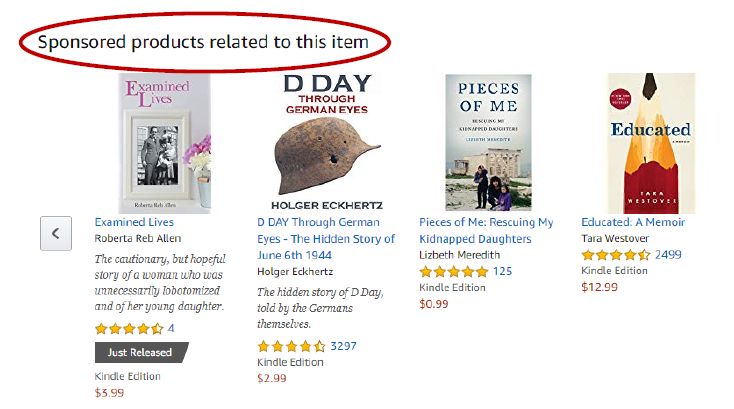 Sponsored products related to this item
Examined
Lives
Roberta Reb Allen
Examined Lives
Roberta Reb Allen
The cautionary, but hopeful
story of a woman who was
unnecessarily lobotomized
and of her young daughter.
4
Just Released
Kindle Edition
$3.99
D DAY
THROUGH
GERMAN EYES
HOLGER ECKHERTZ
D DAY Through German
Eyes - The Hidden Story of
June 6th 1944
Holger Eckhertz
The hidden story of D Day,
told by the Germans
themselves.
3297
Kindle Edition
$2.99
PIECES
OF ME
RESCUING MY
KIDNAPPED DAUGHTERS
LIZBETH MEREDITH
Pieces of Me: Rescuing My
Kidnapped Daughters
Lizbeth Meredith
125
Kindle Edition
$0.99
Educated
A MEMOIR
TARA
WESTOVER
Educated: A Memoir
Tara Westover
2499
Kindle Edition
$12.99